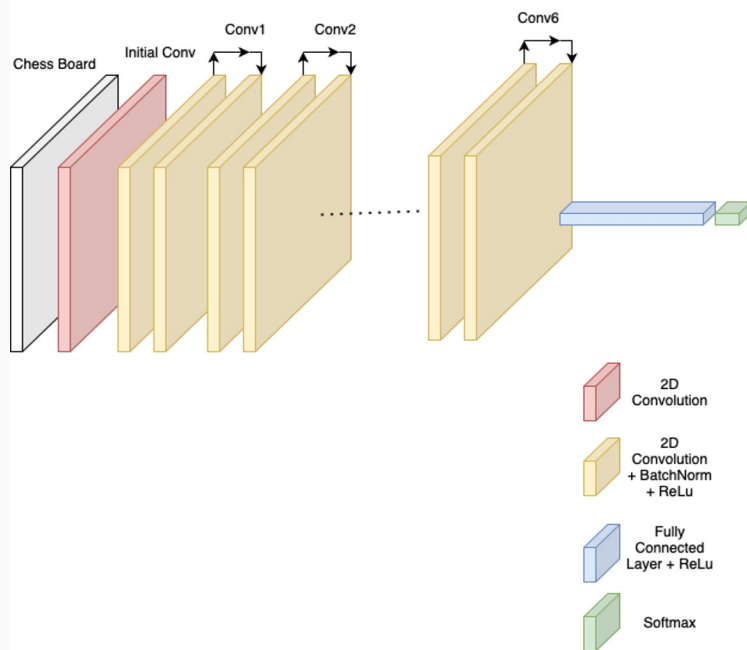 Chess Board
Initial Conv
Conv1
Conv2
Conv6
2D
Convolution
2D
Convolution
+ BatchNorm
+ ReLu
Fully
Connected
Layer + ReLu
Softmax